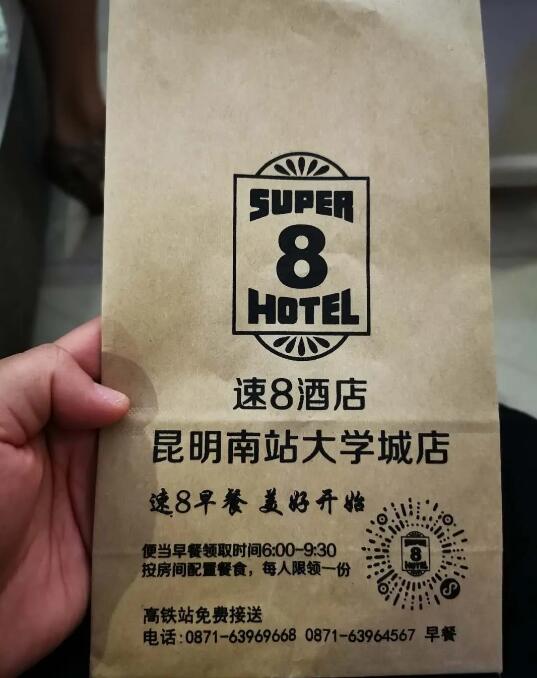 SUPER
8
HOTEL
速8酒店
昆明南站大学城店
速8早餐 美好开始
便当早餐领取时间6:00-9:30
按房间配置餐食，每人限领一份
SUPER
8
HOTEL
高铁站免费接送
电话:0871-63969668 0871-63964567 早餐